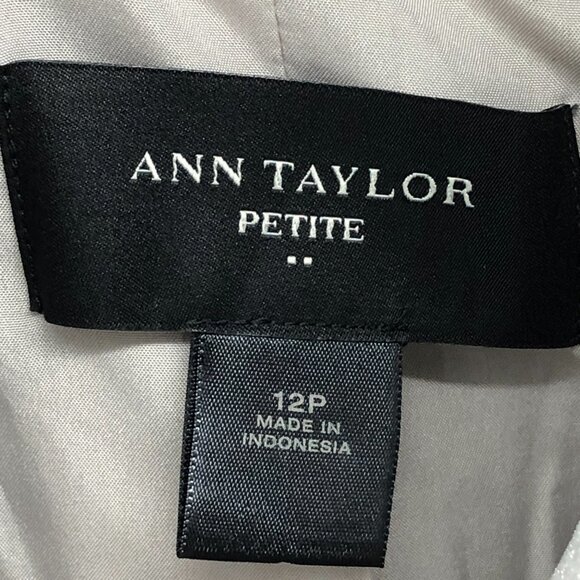 ANN TAYLOR
PETITE
12P
MADE IN
INDONESIA